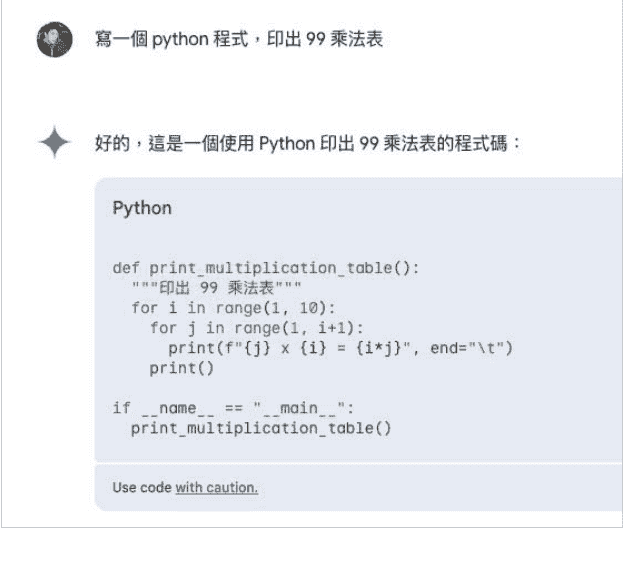 寫一個 python 程式，印出 99 乘法表
好的，這是一個使用 Python 印出 99 乘法表的程式碼：
Python
def print_multiplication_table():
  """印出 99 乘法表"""
  for i in range(1, 10):
    for j in range(1, i+1):
      print(f"{j} x {i} = {i*j}", end="\t")
    print()
if __name__ == "__main__":
  print_multiplication_table()
Use code with caution.